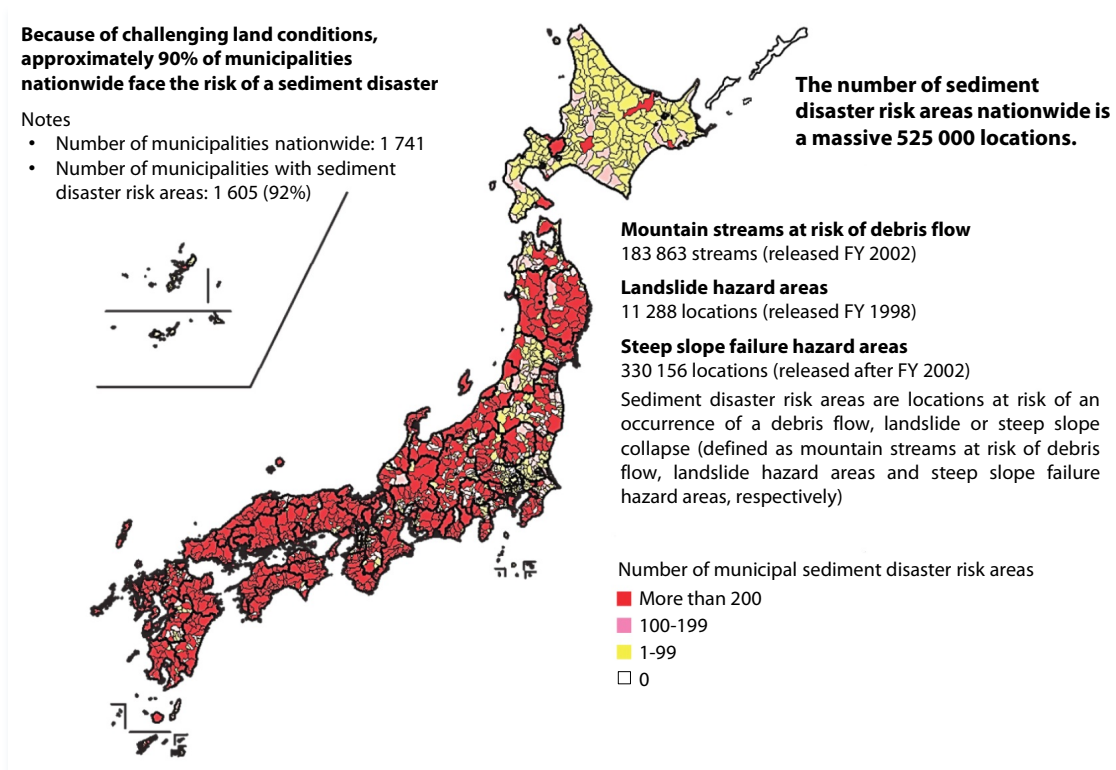 Because of challenging land conditions,
approximately 90% of municipalities
nationwide face the risk of a sediment disaster
Notes
• Number of municipalities nationwide: 1 741
• Number of municipalities with sediment
disaster risk areas: 1 605 (92%)
The number of sediment
disaster risk areas nationwide is
a massive 525 000 locations.
Mountain streams at risk of debris flow
183 863 streams (released FY 2002)
Landslide hazard areas
11 288 locations (released FY 1998)
Steep slope failure hazard areas
330 156 locations (released after FY 2002)
Sediment disaster risk areas are locations at risk of an
occurrence of a debris flow, landslide or steep slope
collapse (defined as mountain streams at risk of debris
flow, landslide hazard areas and steep slope failure
hazard areas, respectively)
Number of municipal sediment disaster risk areas
More than 200
100-199
1-99
0